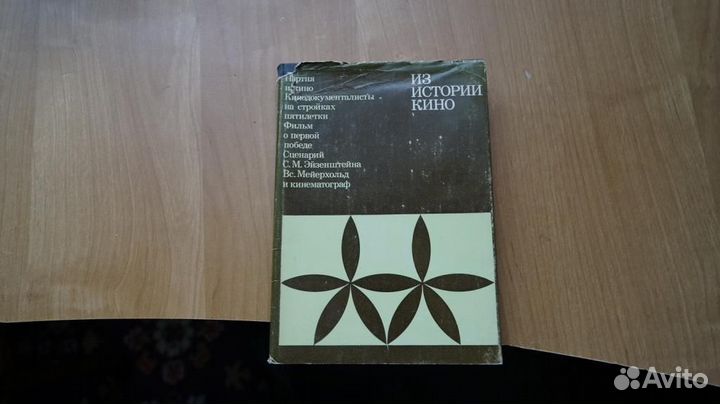 Партия
и кино
Кинодокументалисты
на стройках
пятилетки
Фильм
о первой
победе
Сценарий
С. М. Эйзенштейна
Вс. Мейерхольд
и кинематограф
ИЗ
ИСТОРИИ
КИНО
Avito